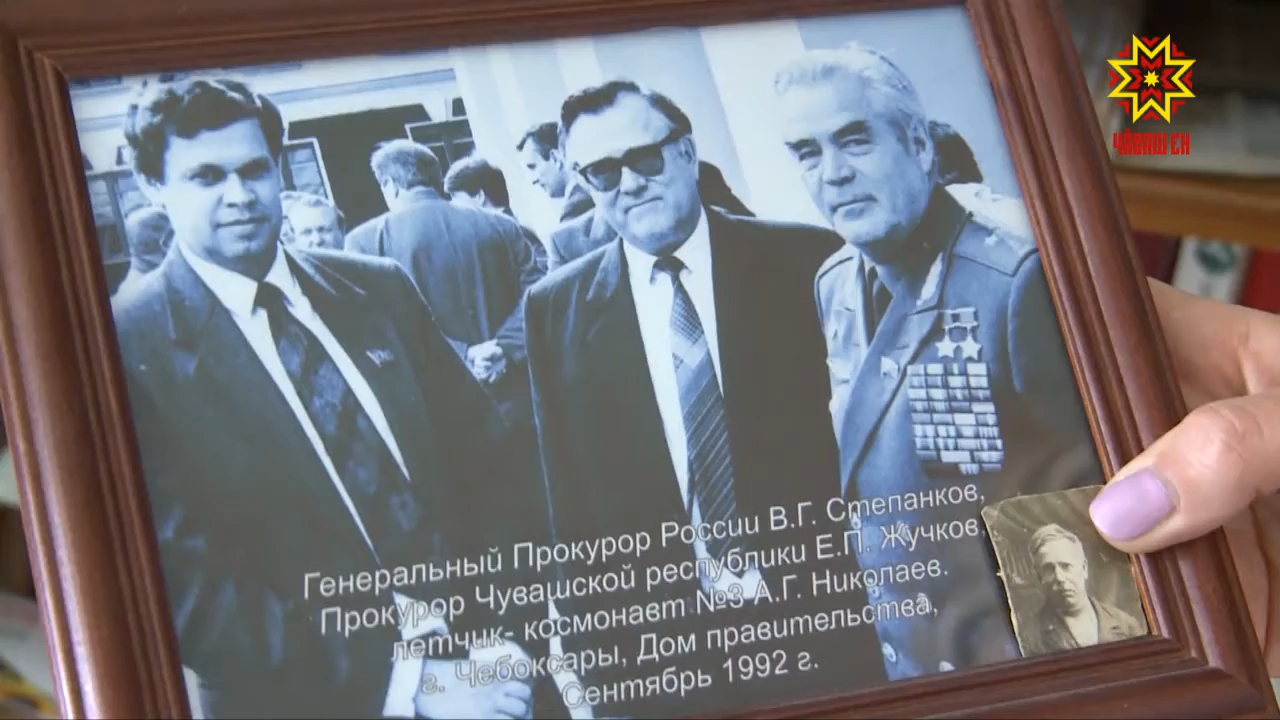 ЧӐВАШ ЕН
Генеральный Прокурор России В.Г. Степанков,
Прокурор Чувашской республики Е.П. Жучков,
летчик- космонавт №3 А.Г. Николаев.
г. Чебоксары, Дом правительства,
Сентябрь 1992 г.